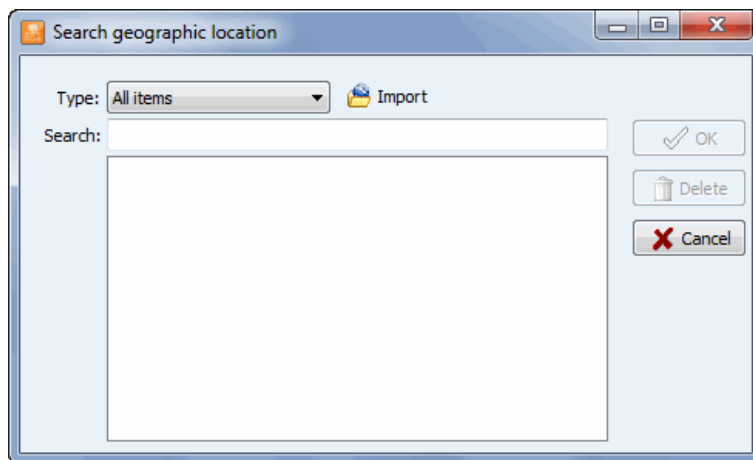 Search geographic location
Type: All items Import
Search:
OK
Delete
Cancel